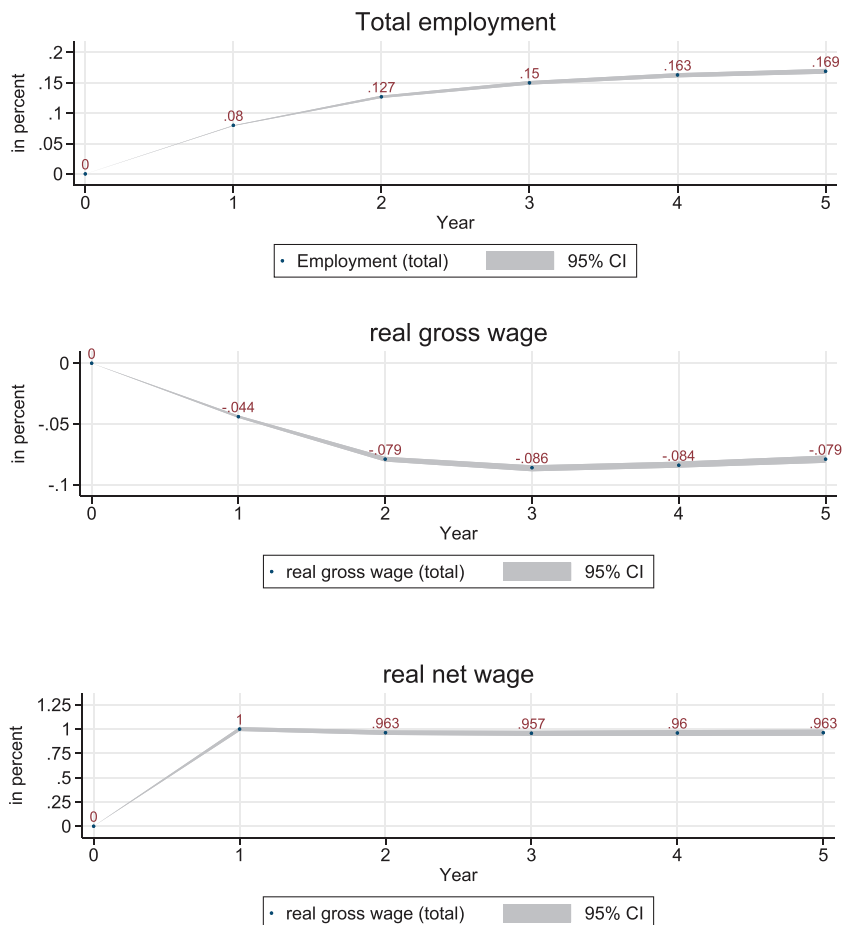 Total employment
in percent
.2
.15
.1
.05
0
0 .08 .127 .15 .163 .169
0 1 2 3 4 5
Year
Employment (total) 95% CI
real gross wage
in percent
0
-.05
-.1
0 -.044 -.079 -.086 -.084 -.079
0 1 2 3 4 5
Year
real gross wage (total) 95% CI
real net wage
in percent
1.25
1
.75
.5
.25
0
0 1 .963 .957 .96 .963
0 1 2 3 4 5
Year
real gross wage (total) 95% CI